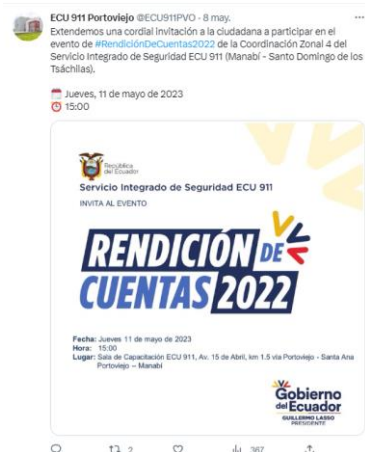 ECU 911 Portoviejo @ECU911PVO · 8 may.
Extendemos una cordial invitación a la ciudadana a participar en el
evento de #RendiciónDeCuentas2022 de la Coordinación Zonal 4 del
Servicio Integrado de Seguridad ECU 911 (Manabí - Santo Domingo de los
Tsáchilas).
Jueves, 11 de mayo de 2023
15:00
República
del Ecuador
Servicio Integrado de Seguridad ECU 911
INVITA AL EVENTO
RENDICIÓN DE
CUENTAS 2022
Fecha: Jueves 11 de mayo de 2023
Hora: 15:00
Lugar: Sala de Capacitación ECU 911, Av. 15 de Abril, km 1.5 vía Portoviejo - Santa Ana
Portoviejo – Manabí
Gobierno
del Ecuador
GUILLERMO LASSO
PRESIDENTE
2 367